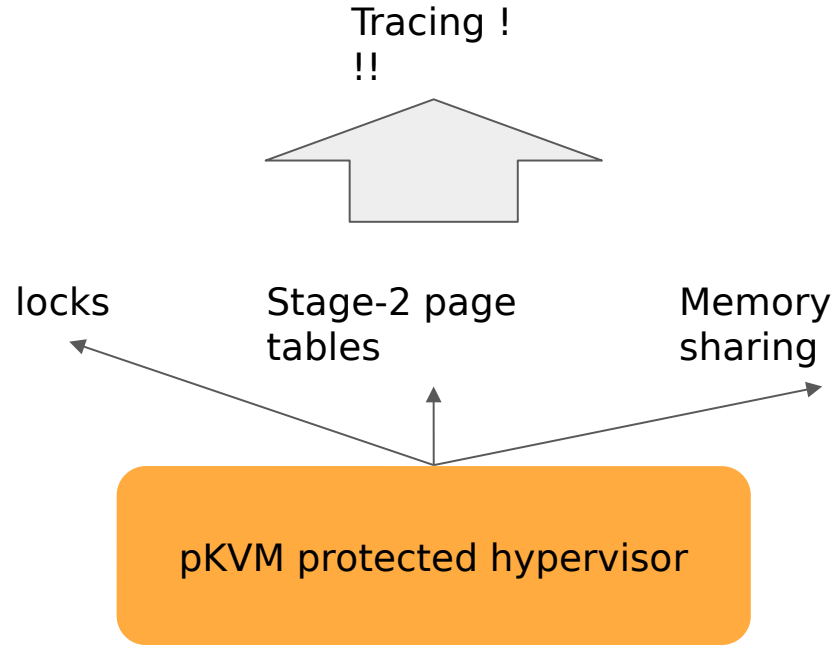 Tracing !
!!
locks
Stage-2 page
tables
Memory
sharing
pKVM protected hypervisor